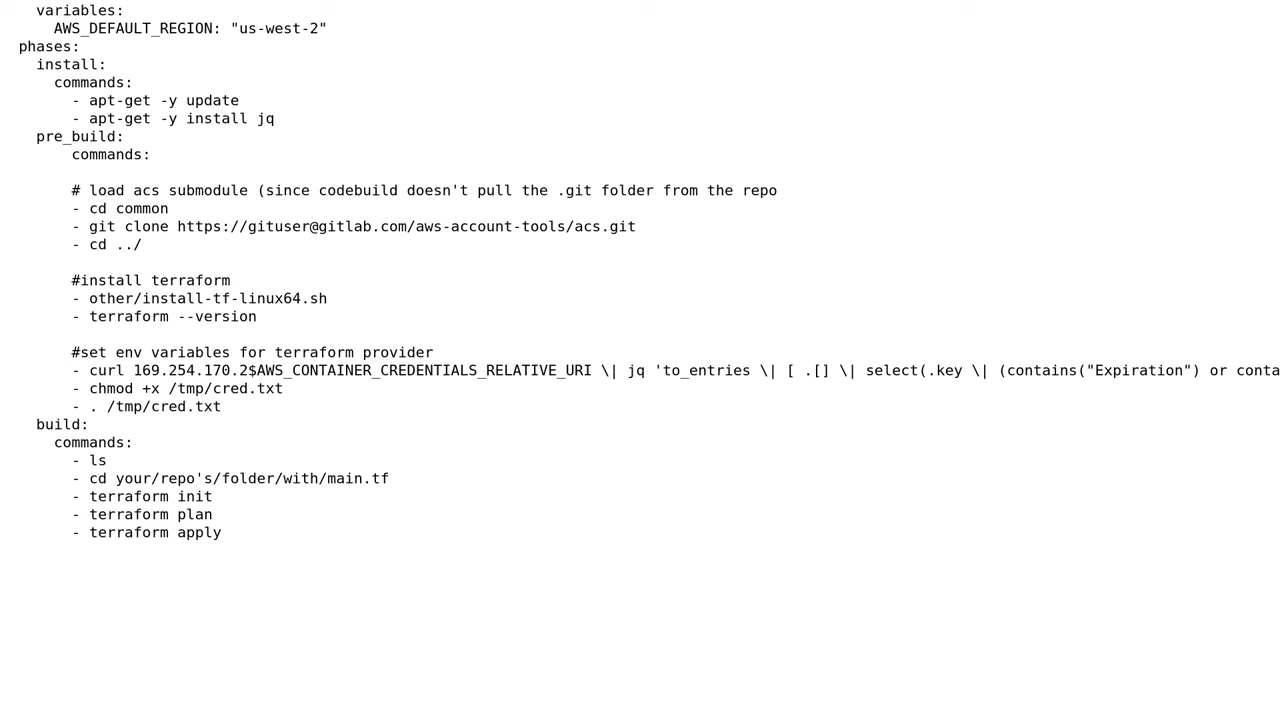 variables:
AWS_DEFAULT_REGION: "us-west-2"
phases:
install:
commands:
- apt-get -y update
- apt-get -y install jq
pre_build:
commands:
# load acs submodule (since codebuild doesn't pull the .git folder from the repo
- cd common
- git clone https://gituser@gitlab.com/aws-account-tools/acs.git
- cd ../
#install terraform
- other/install-tf-linux64.sh
- terraform --version
#set env variables for terraform provider
- curl 169.254.170.2$AWS_CONTAINER_CREDENTIALS_RELATIVE_URI \| jq 'to_entries \| [ .[] \| select(.key \| (contains("Expiration") or conta
- chmod +x /tmp/cred.txt
- . /tmp/cred.txt
build:
commands:
- ls
- cd your/repo's/folder/with/main.tf
- terraform init
- terraform plan
- terraform apply